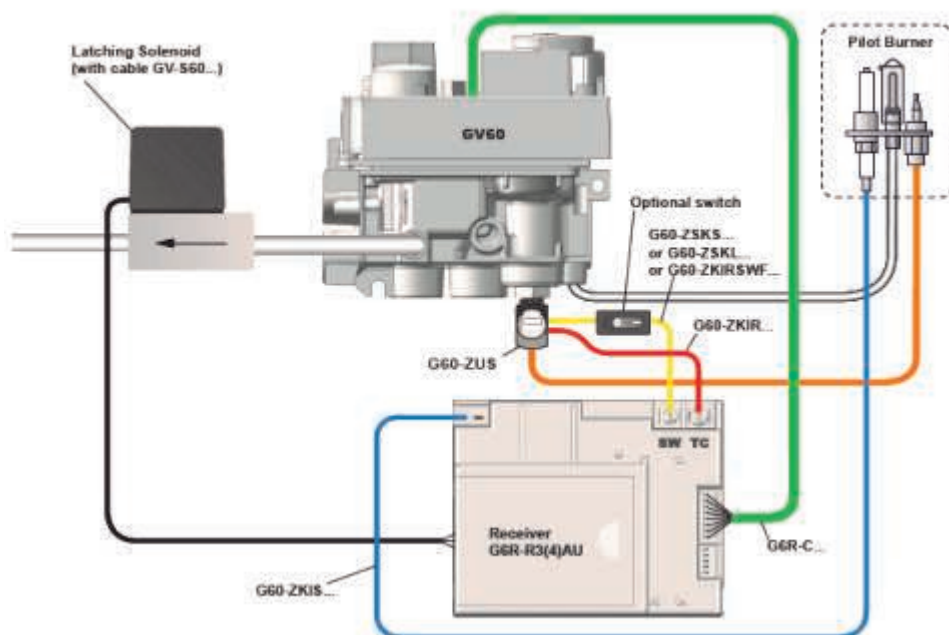 Latching Solenoid
(with cable GV-S60...)
Pilot Burner
GV60
Optional switch
G60-ZSKS...
or G60-ZSKL...
or G60-ZKIRSWF...
G60-ZKIR...
G60-ZUS
SW TC
Receiver
G6R-R3(4)AU
G6R-C...
G60-ZKIS...